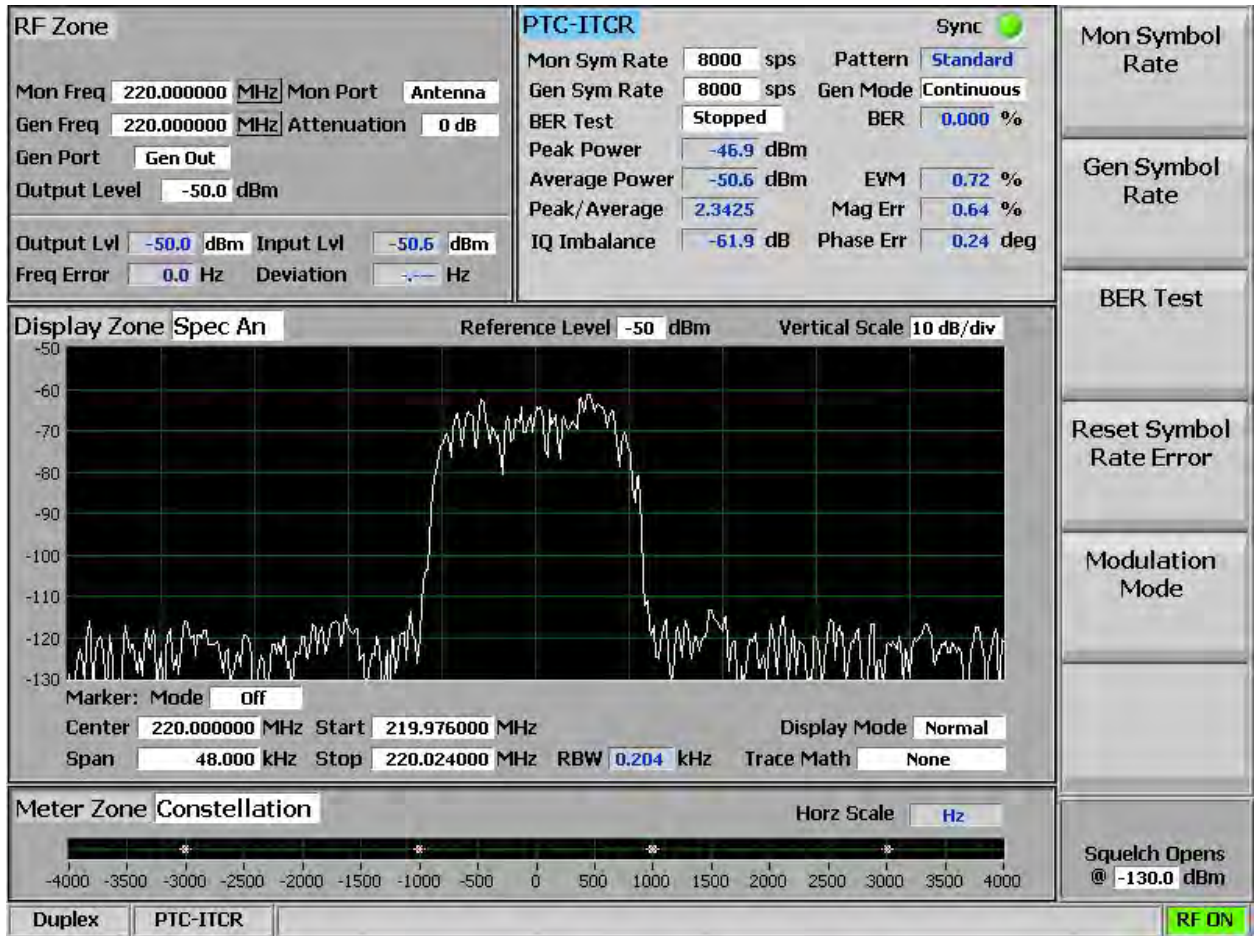 RF Zone
Mon Freq 220.000000 MHz Mon Port Antenna
Gen Freq 220.000000 MHz Attenuation 0 dB
Gen Port Gen Out
Output Level -50.0 dBm
Output Lvl -50.0 dBm Input Lvl -50.6 dBm
Freq Error 0.0 Hz Deviation -.--- Hz
PTC-ITCR Sync
Mon Sym Rate 8000 sps Pattern Standard
Gen Sym Rate 8000 sps Gen Mode Continuous
BER Test Stopped BER 0.000 %
Peak Power -46.9 dBm
Average Power -50.6 dBm EVM 0.72 %
Peak/Average 2.3425 Mag Err 0.64 %
IQ Imbalance -61.9 dB Phase Err 0.24 deg
Display Zone Spec An Reference Level -50 dBm Vertical Scale 10 dB/div
-50
-60
-70
-80
-90
-100
-110
-120
-130
Marker: Mode Off
Center 220.000000 MHz Start 219.976000 MHz Display Mode Normal
Span 48.000 kHz Stop 220.024000 MHz RBW 0.204 kHz Trace Math None
Meter Zone Constellation Horz Scale Hz
-4000 -3500 -3000 -2500 -2000 -1500 -1000 -500 0 500 1000 1500 2000 2500 3000 3500 4000
Duplex PTC-ITCR
Mon Symbol
Rate
Gen Symbol
Rate
BER Test
Reset Symbol
Rate Error
Modulation
Mode
Squelch Opens
@ -130.0 dBm
RF ON